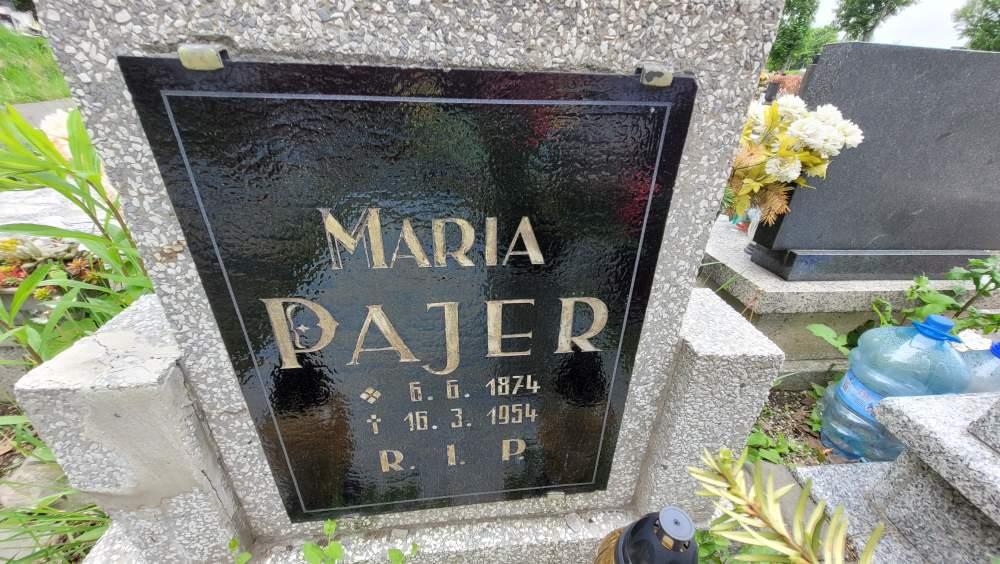 MARIA
PAJER
✥ 6. 6. 1874
† 16. 3. 1954
R. I. P.